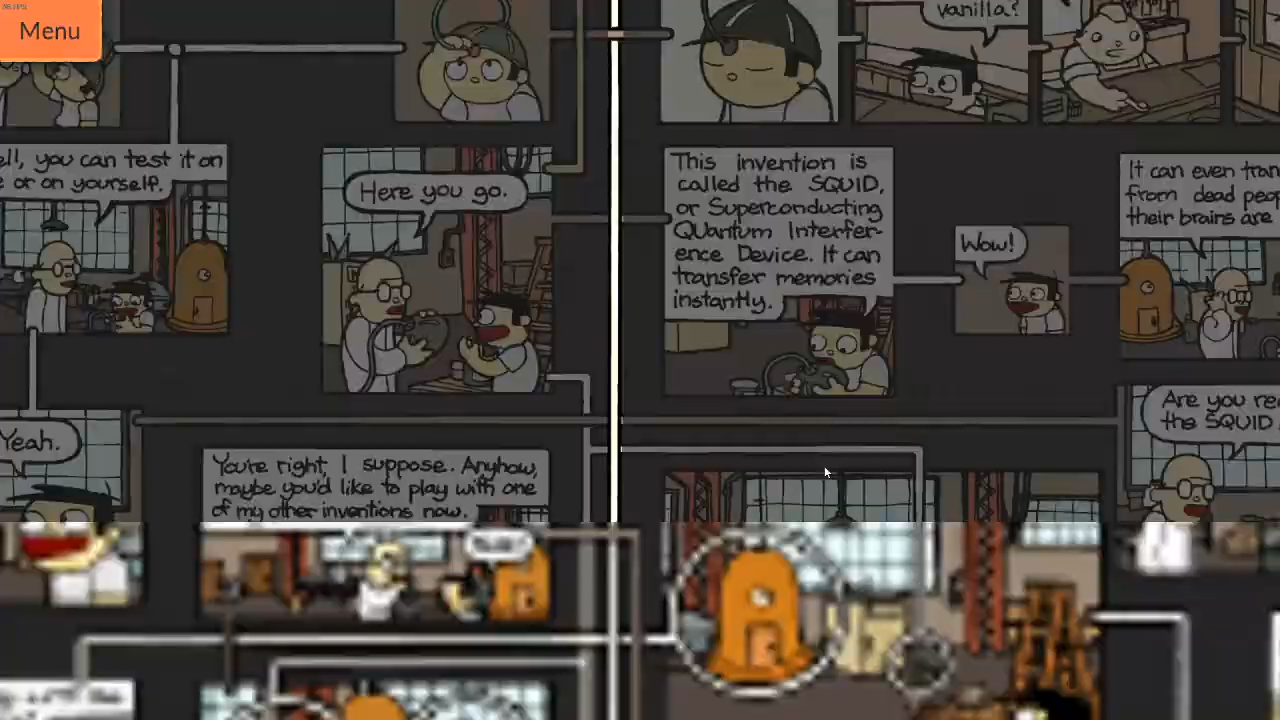 Menu
vanilla?
ell, you can test it on
e or on yourself.
Here you go.
This invention is
called the SQUID,
or Superconducting
QUantum Interfer-
ence Device. It can
transfer memories
instantly.
Wow!
It can even tran
from dead peop
their brains are
Yeah.
You're right, I suppose. Anyhow,
maybe you'd like to play with one
of my other inventions now.
Are you rea
the SQUID